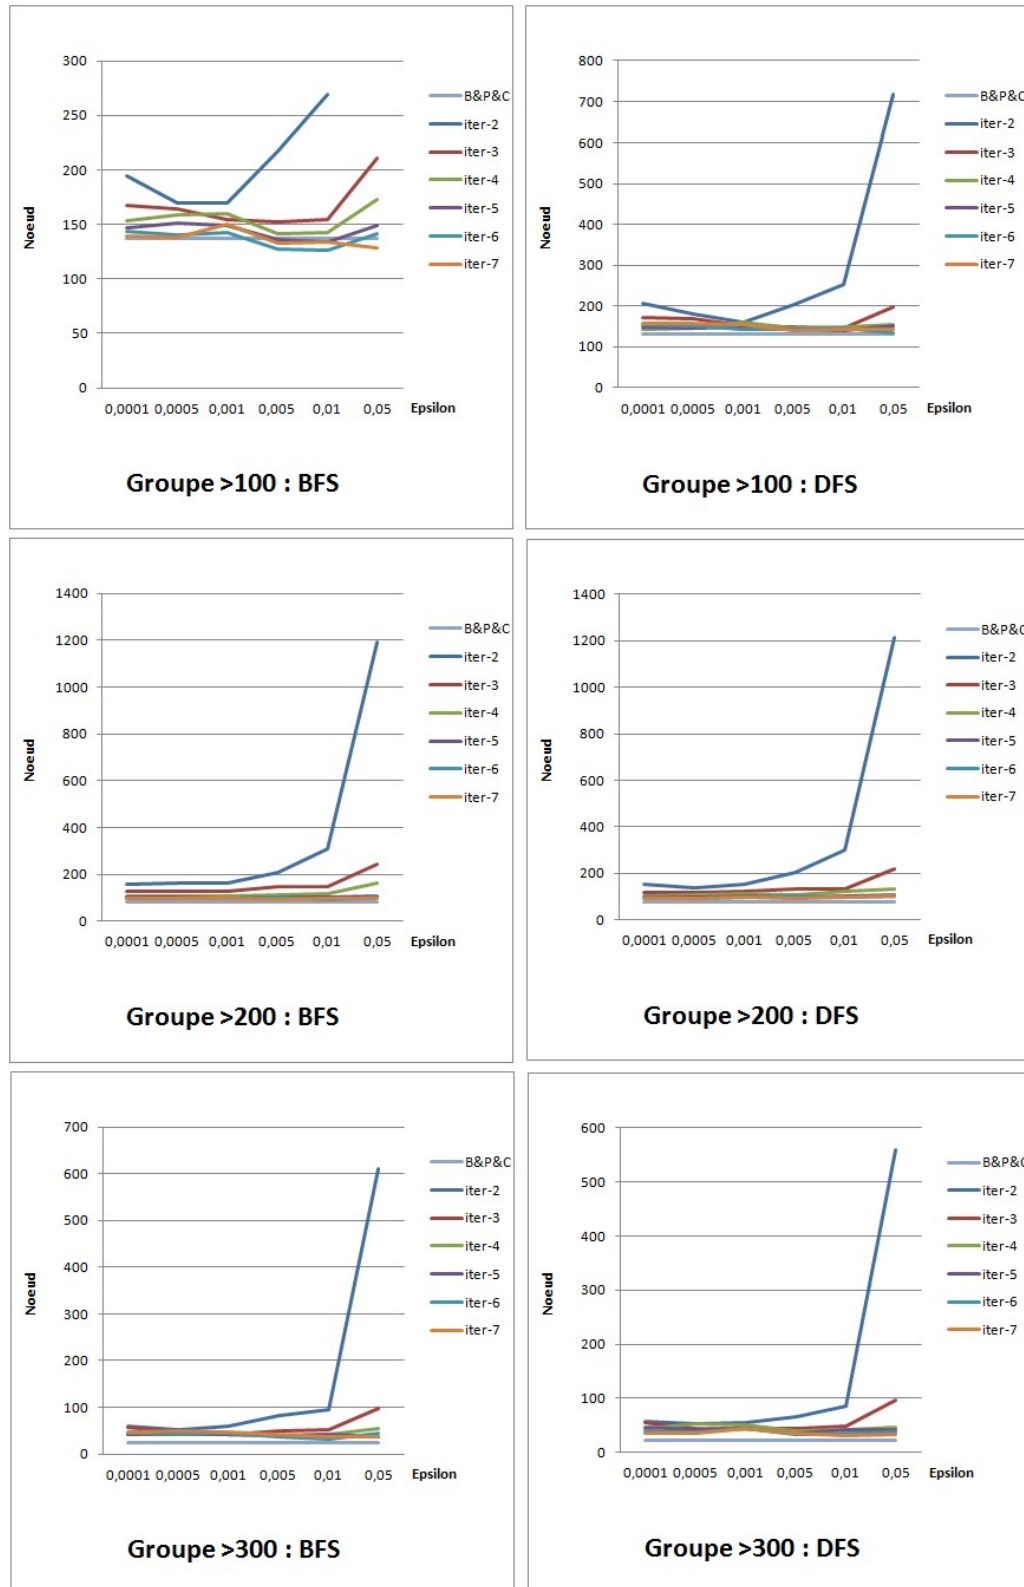 300
250
200
150
100
50
0
Noeud
0,0001 0,0005 0,001 0,005 0,01 0,05 Epsilon
B&P&C
iter-2
iter-3
iter-4
iter-5
iter-6
iter-7
Groupe >100 : BFS
800
700
600
500
400
300
200
100
0
Noeud
0,0001 0,0005 0,001 0,005 0,01 0,05 Epsilon
B&P&C
iter-2
iter-3
iter-4
iter-5
iter-6
iter-7
Groupe >100 : DFS
1400
1200
1000
800
600
400
200
0
Noeud
0,0001 0,0005 0,001 0,005 0,01 0,05 Epsilon
B&P&C
iter-2
iter-3
iter-4
iter-5
iter-6
iter-7
Groupe >200 : BFS
1400
1200
1000
800
600
400
200
0
Noeud
0,0001 0,0005 0,001 0,005 0,01 0,05 Epsilon
B&P&C
iter-2
iter-3
iter-4
iter-5
iter-6
iter-7
Groupe >200 : DFS
700
600
500
400
300
200
100
0
Noeud
0,0001 0,0005 0,001 0,005 0,01 0,05 Epsilon
B&P&C
iter-2
iter-3
iter-4
iter-5
iter-6
iter-7
Groupe >300 : BFS
600
500
400
300
200
100
0
Noeud
0,0001 0,0005 0,001 0,005 0,01 0,05 Epsilon
B&P&C
iter-2
iter-3
iter-4
iter-5
iter-6
iter-7
Groupe >300 : DFS